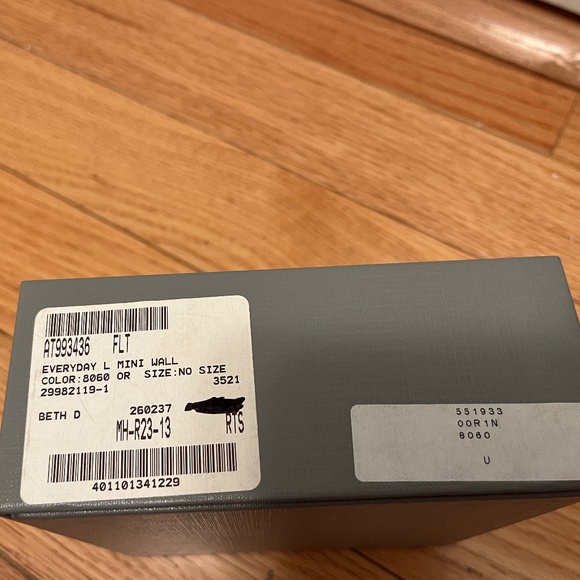 AT993436 FLT
EVERYDAY L MINI WALL
COLOR:8060 OR SIZE:NO SIZE
29982119-1 3521
BETH D 260237
MH-R23-13 RTS
401101341229
551933
00R1N
8060
U